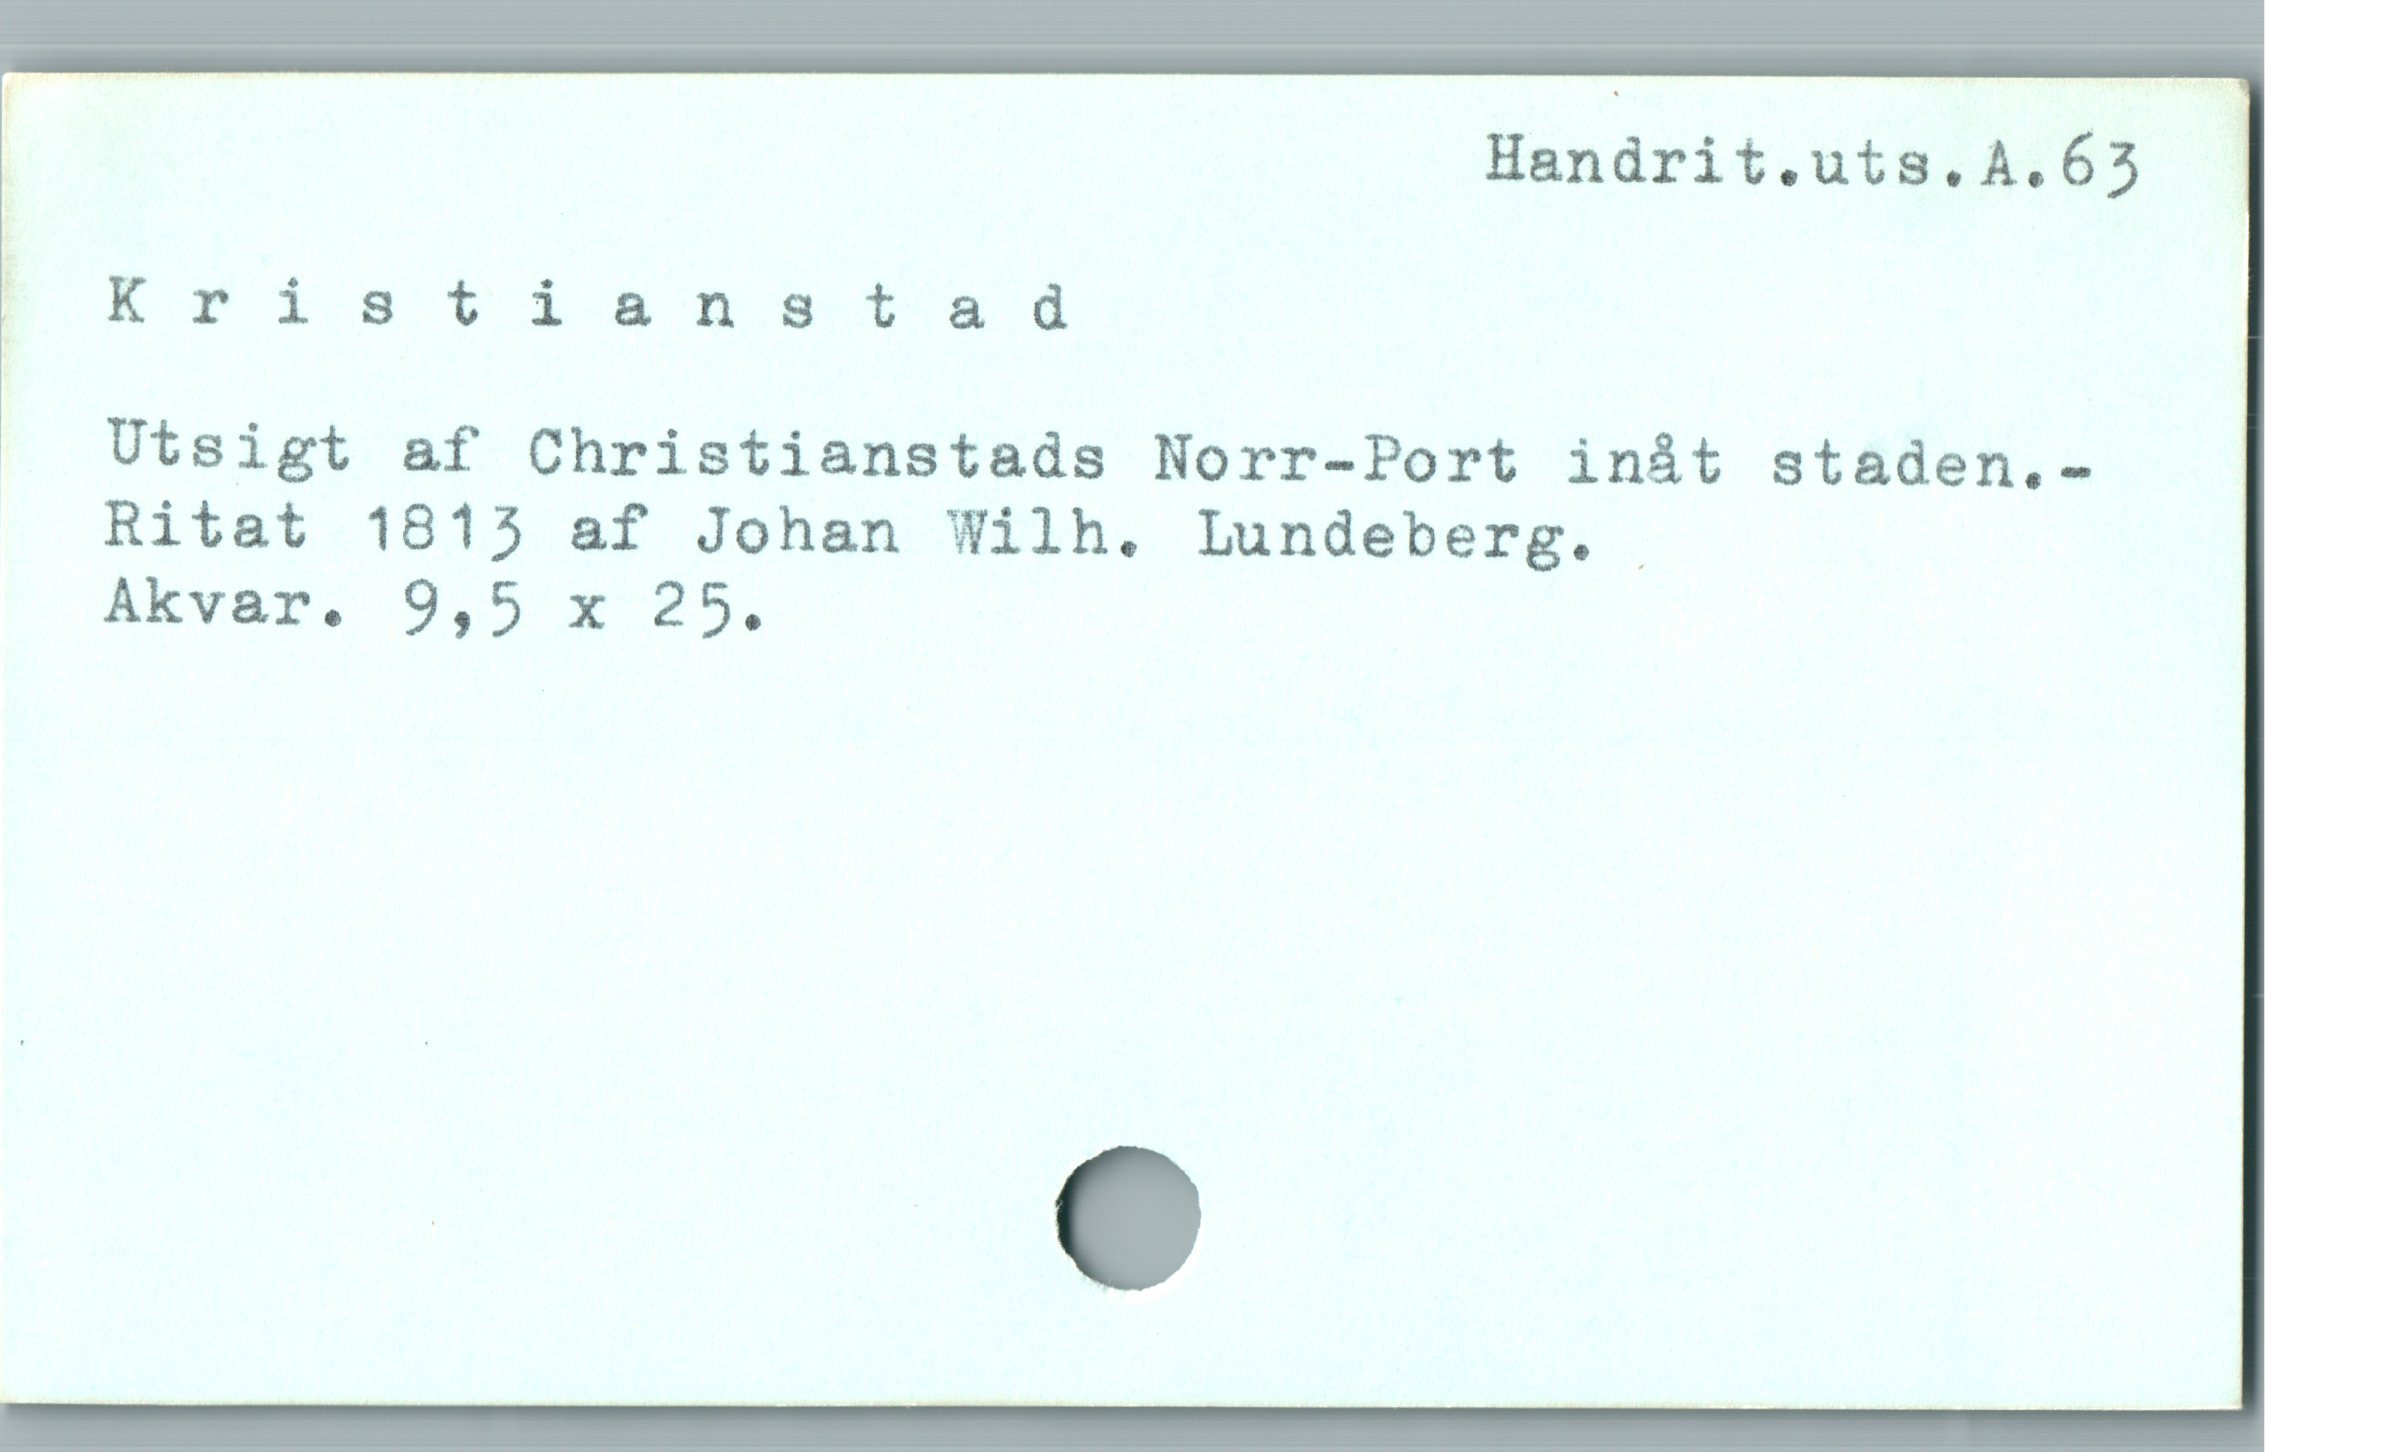 Handrit.uts.A.63
K r i s t i a n s t a d
Utsigt af Christianstads Norr-Port inåt staden.-
Ritat 1813 af Johan Wilh. Lundeberg.
Akvar. 9,5 x 25.